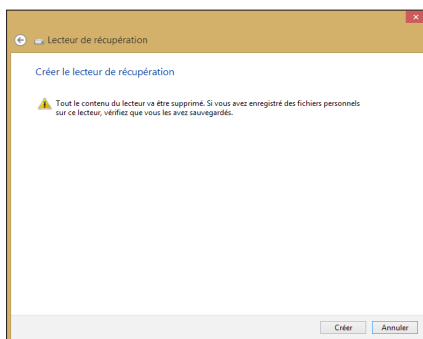 Lecteur de récupération
Créer le lecteur de récupération
Tout le contenu du lecteur va être supprimé. Si vous avez enregistré des fichiers personnels
sur ce lecteur, vérifiez que vous les avez sauvegardés.
Créer
Annuler